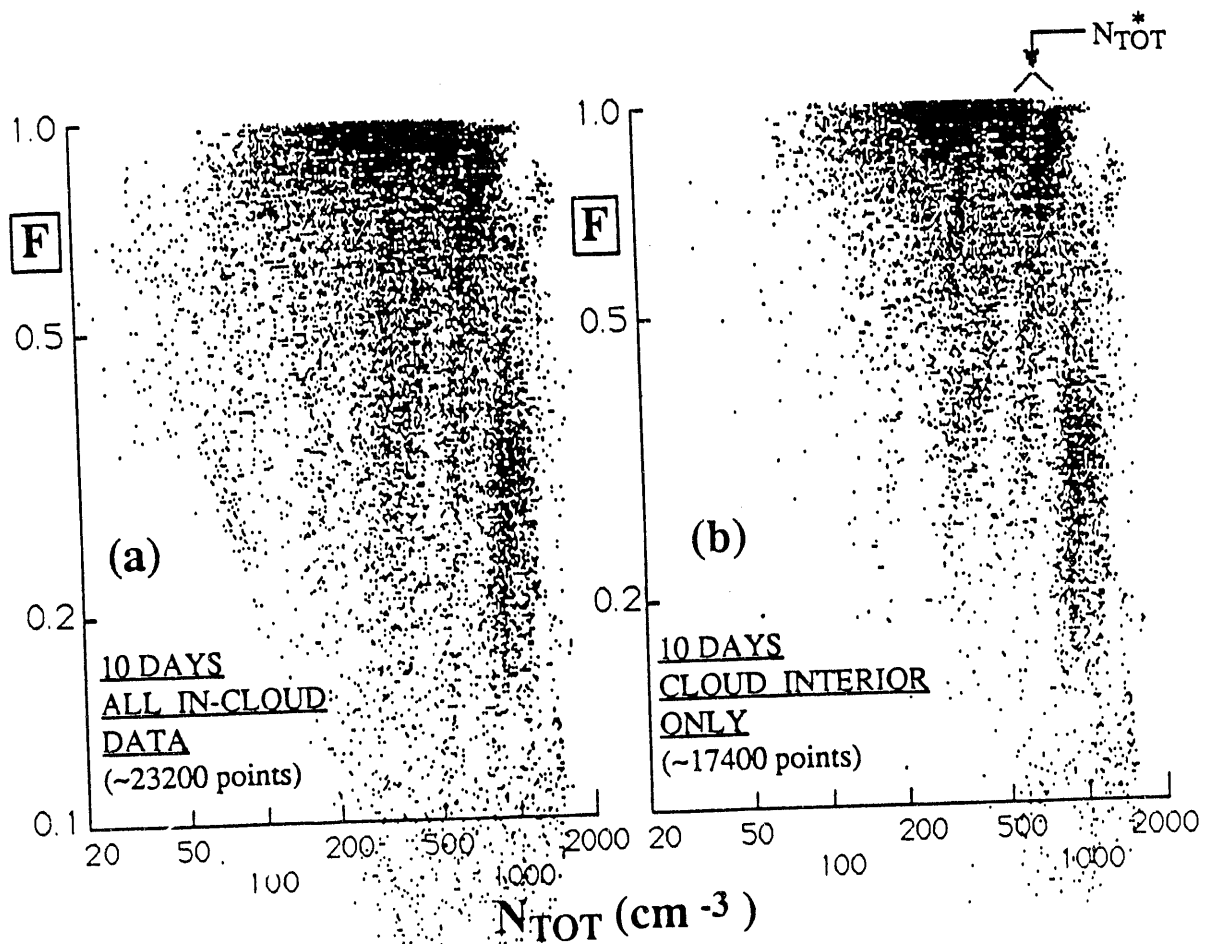 N*TOT
1.0
F
0.5
(a)
0.2
10 DAYS
ALL IN-CLOUD
DATA
(~23200 points)
0.1
20 50 100 200 500 1000 2000
1.0
F
0.5
(b)
0.2
10 DAYS
CLOUD INTERIOR
ONLY
(~17400 points)
20 50 100 200 500 1000 2000
NTOT (cm -3)